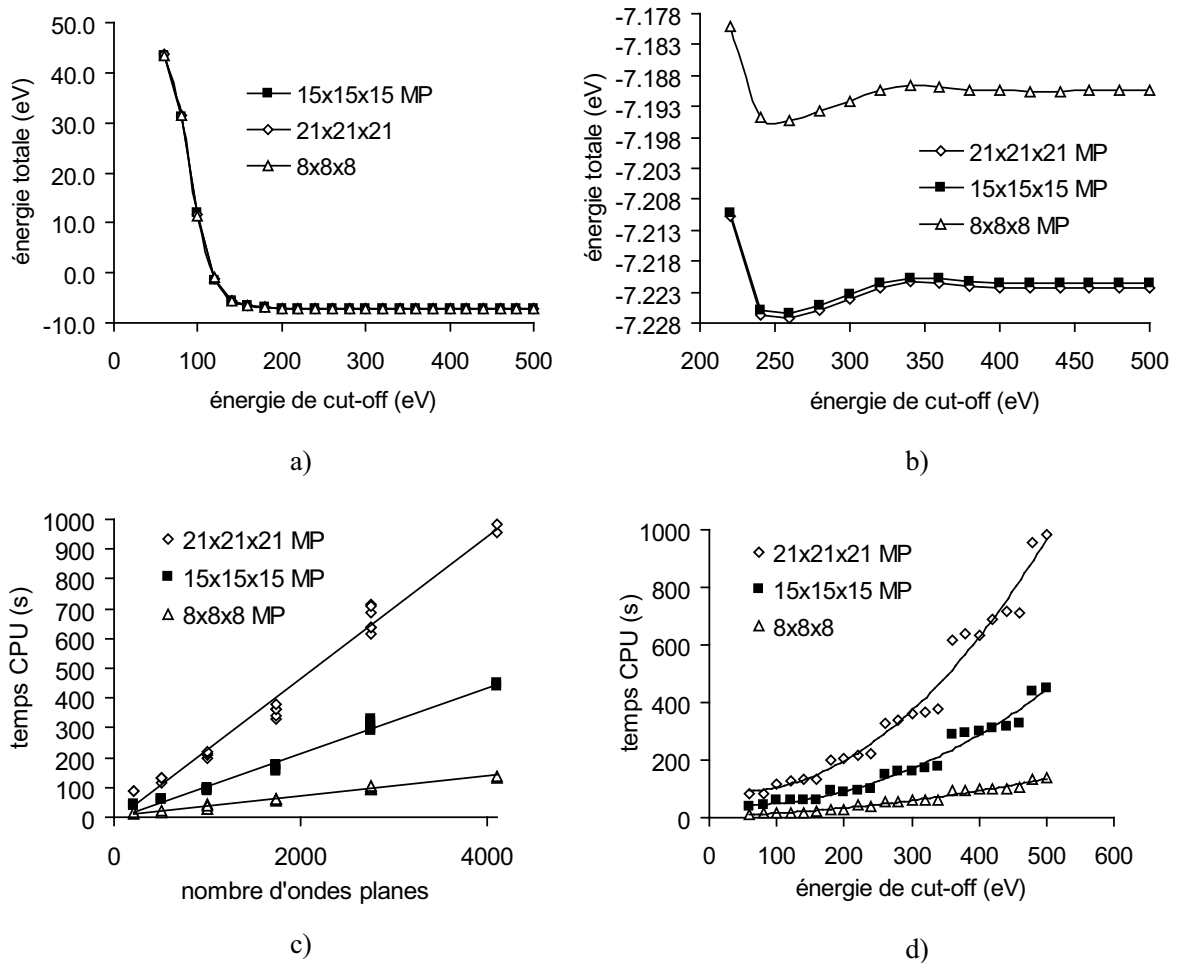 50.0
40.0
30.0
20.0
10.0
0.0
-10.0
énergie totale (eV)
15x15x15 MP
21x21x21
8x8x8
0
100
200
300
400
500
énergie de cut-off (eV)
a)
-7.178
-7.183
-7.188
-7.193
-7.198
-7.203
-7.208
-7.213
-7.218
-7.223
-7.228
énergie totale (eV)
21x21x21 MP
15x15x15 MP
8x8x8 MP
200
250
300
350
400
450
500
énergie de cut-off (eV)
b)
1000
900
800
700
600
500
400
300
200
100
0
temps CPU (s)
21x21x21 MP
15x15x15 MP
8x8x8 MP
0
2000
4000
nombre d'ondes planes
c)
1000
800
600
400
200
0
temps CPU (s)
21x21x21 MP
15x15x15 MP
8x8x8
0
100
200
300
400
500
600
énergie de cut-off (eV)
d)